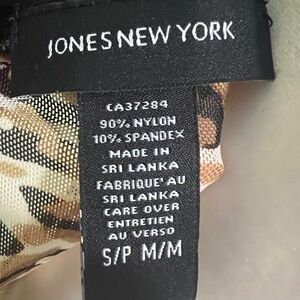 JONES NEW YORK
CA37284
90% NYLON
10% SPANDEX
MADE IN
SRI LANKA
FABRIQUÉ AU
SRI LANKA
CARE OVER
ENTRETIEN
AU VERSO
S/P M/M